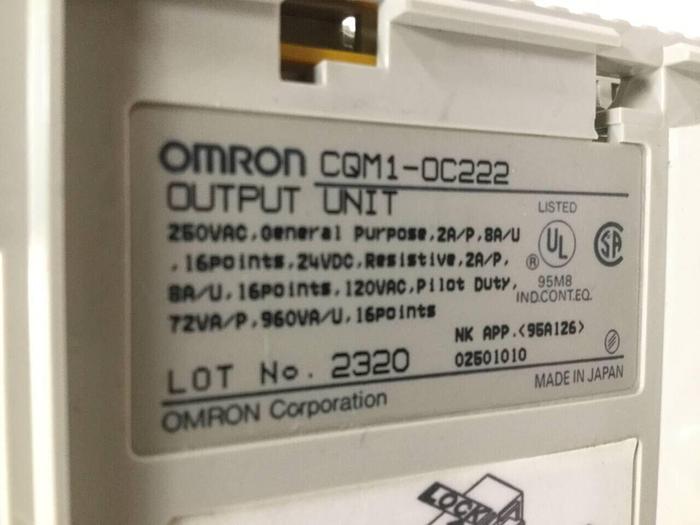 OMRON CQM1-OC222
OUTPUT UNIT
250VAC,General Purpose,2A/P,8A/U
,16points,24VDC,Resistive,2A/P,
8A/U,16points,120VAC,Pilot Duty,
72VA/P,960VA/U,16points
LISTED
UL
®
SA
95M8
IND.CONT.EQ.
NK APP.<95A126>
LOT No. 2320
02501010
OMRON Corporation
MADE IN JAPAN